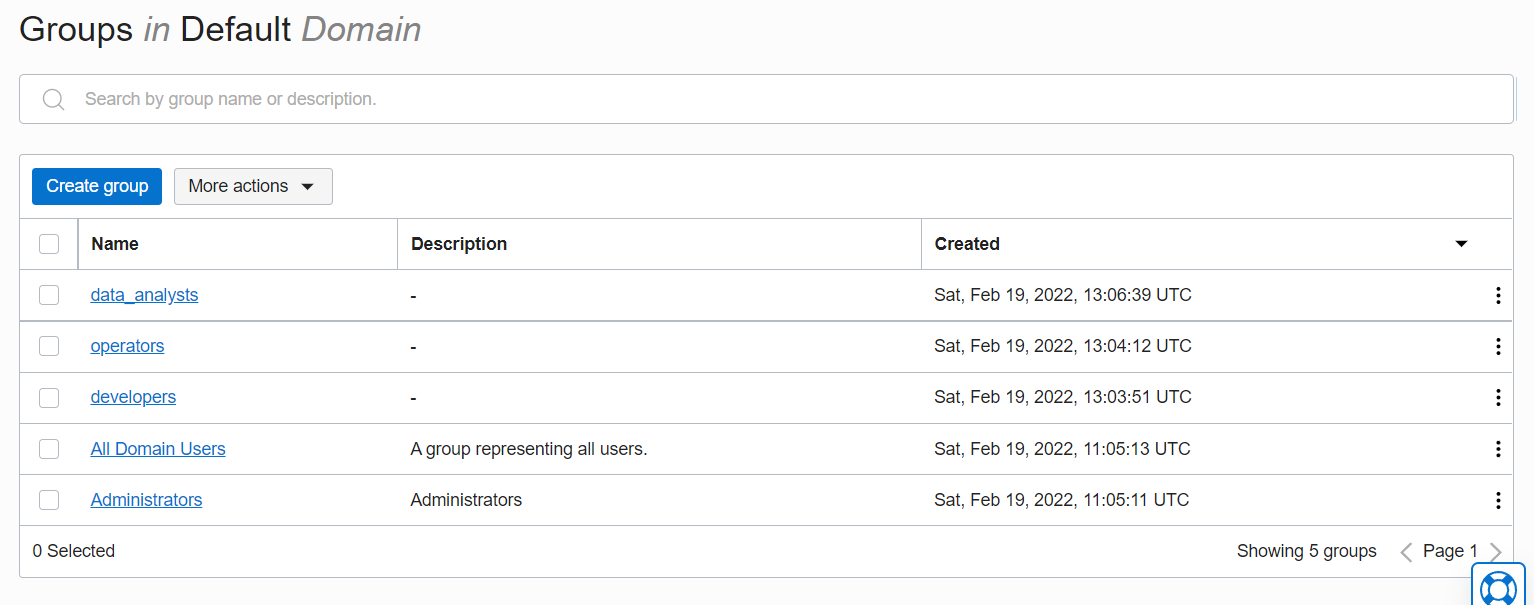 Groups in Default Domain
Search by group name or description.
Create group More actions
Name Description Created
data_analysts - Sat, Feb 19, 2022, 13:06:39 UTC
operators - Sat, Feb 19, 2022, 13:04:12 UTC
developers - Sat, Feb 19, 2022, 13:03:51 UTC
All Domain Users A group representing all users. Sat, Feb 19, 2022, 11:05:13 UTC
Administrators Administrators Sat, Feb 19, 2022, 11:05:11 UTC
0 Selected Showing 5 groups Page 1